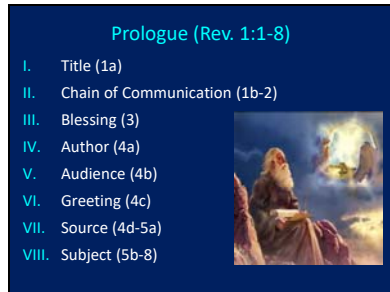 Prologue (Rev. 1:1-8)
I. Title (1a)
II. Chain of Communication (1b-2)
III. Blessing (3)
IV. Author (4a)
V. Audience (4b)
VI. Greeting (4c)
VII. Source (4d-5a)
VIII. Subject (5b-8)